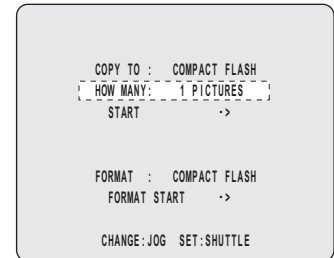 COPY TO : COMPACT FLASH
HOW MANY: 1 PICTURES
START ->
FORMAT : COMPACT FLASH
FORMAT START ->
CHANGE:JOG SET:SHUTTLE